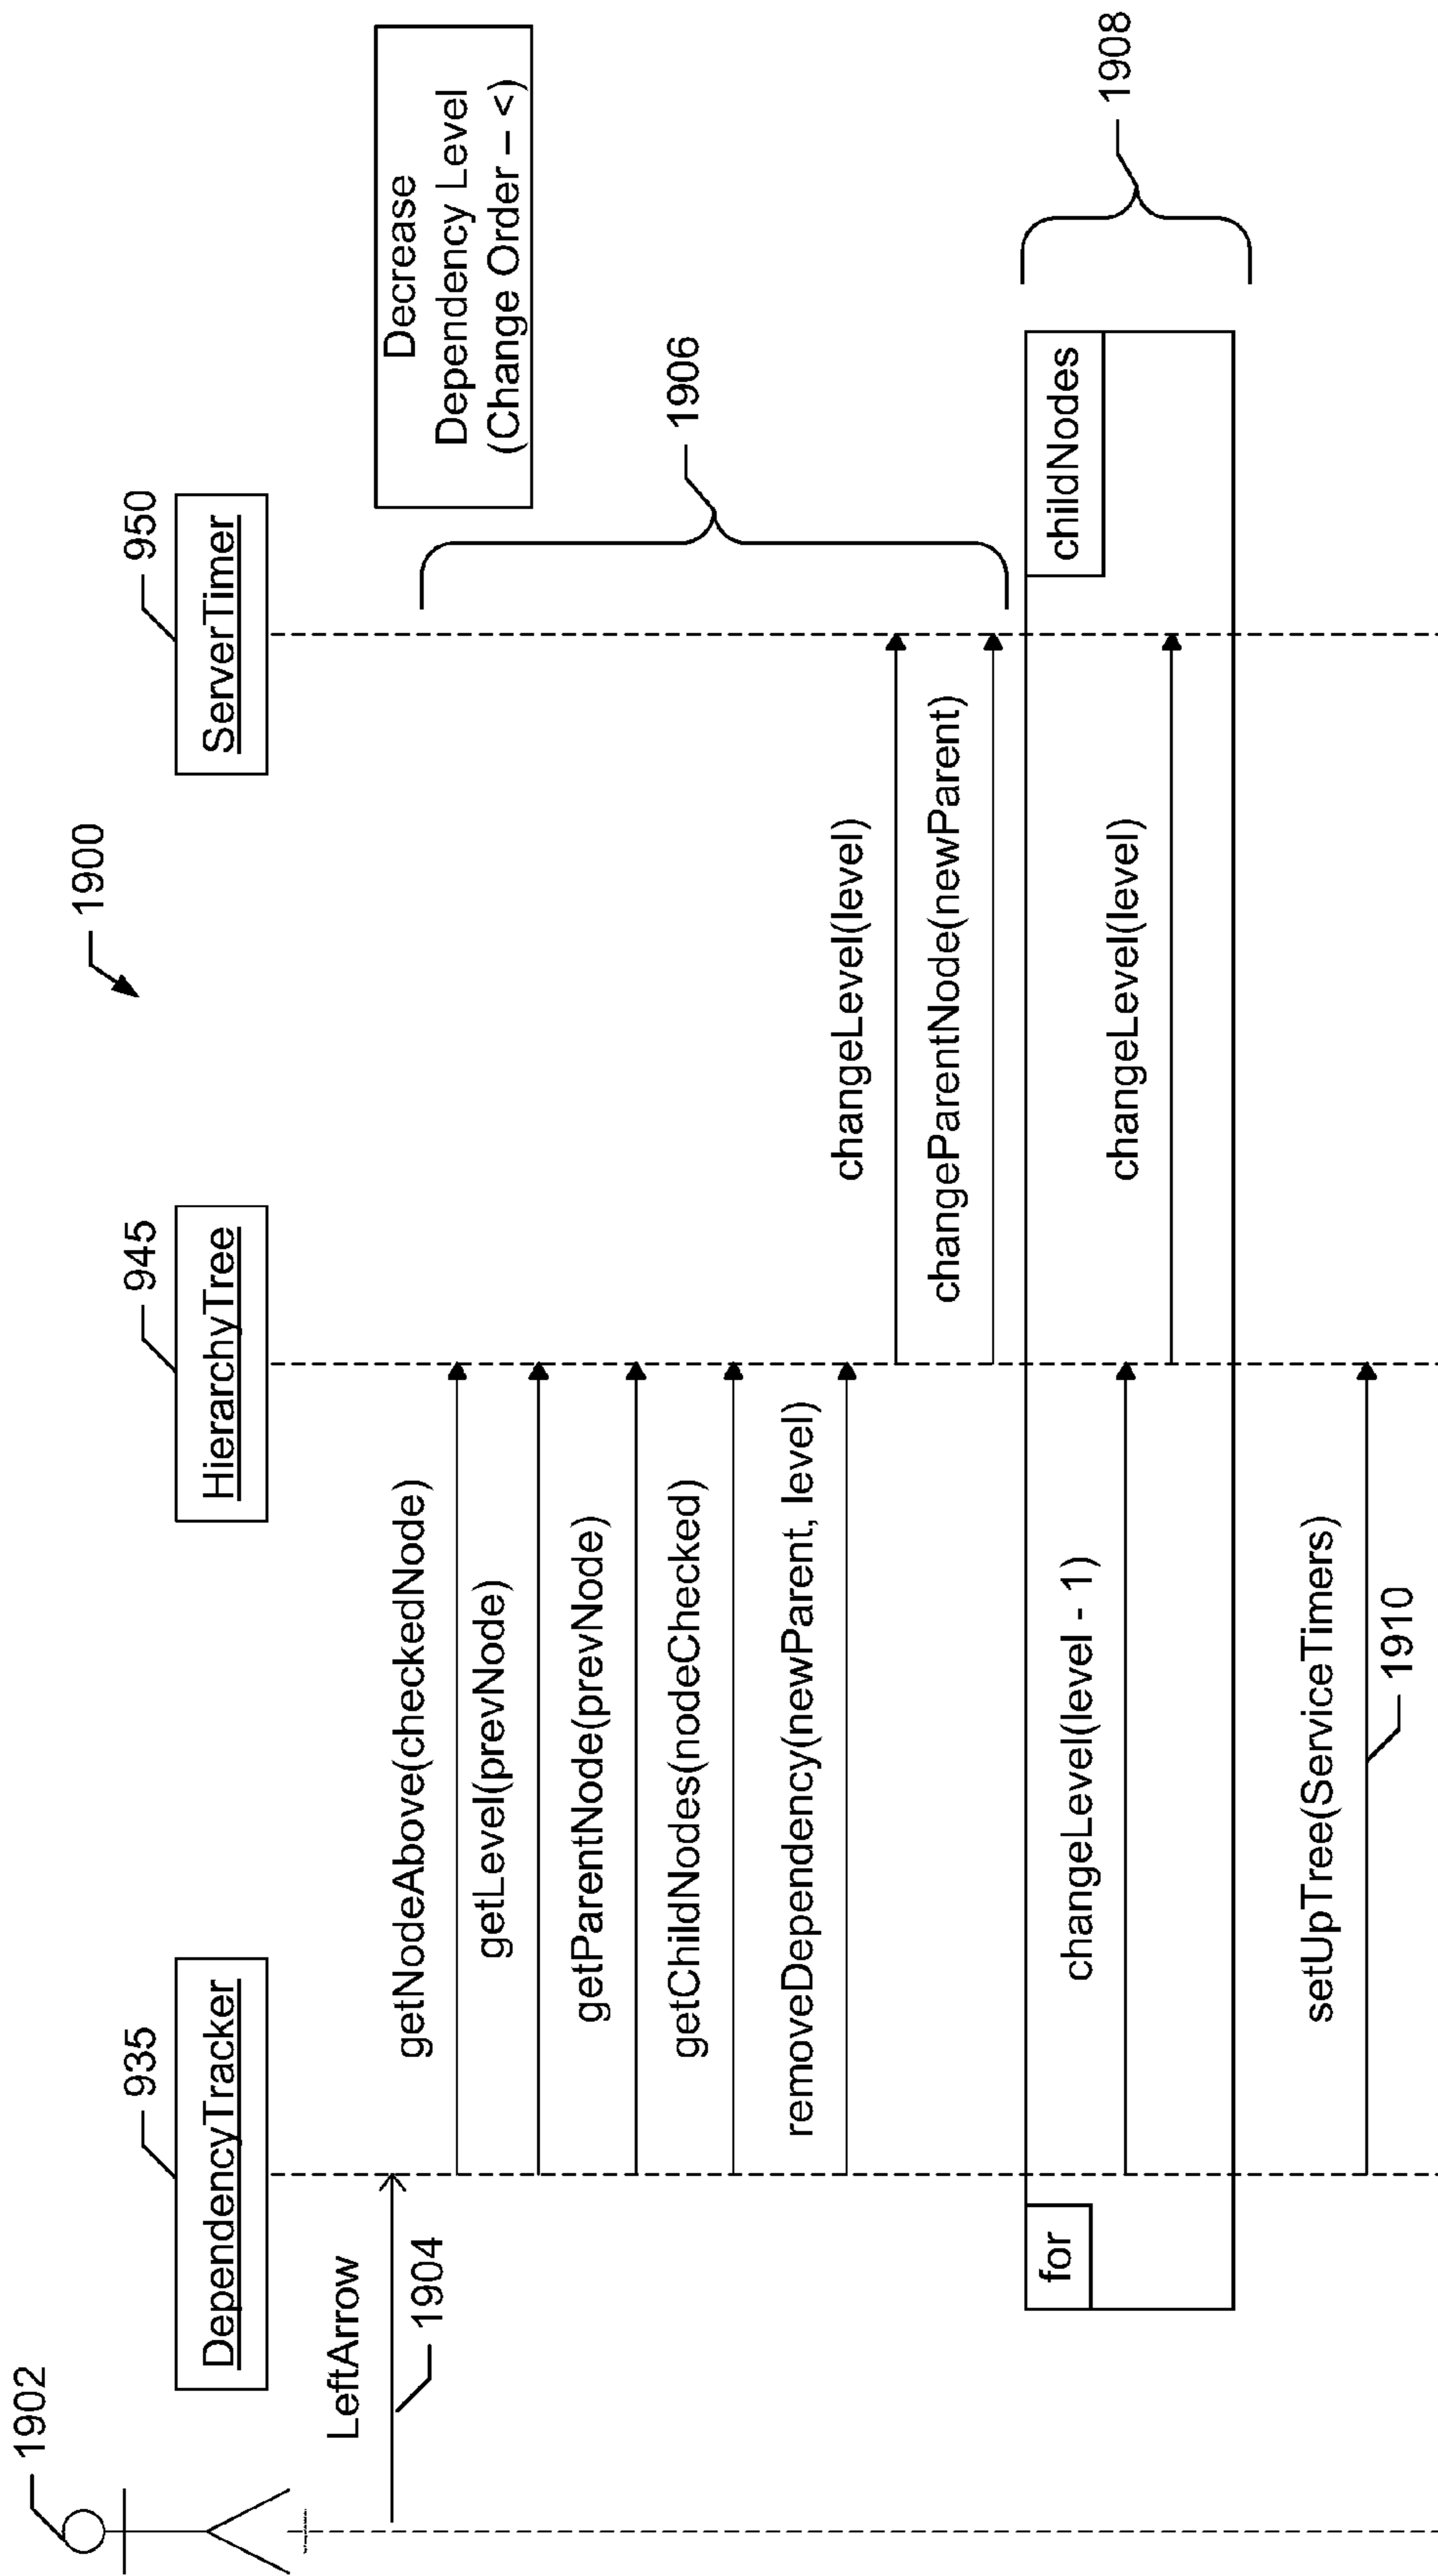 1900
1902
935
945
950
DependencyTracker
HierarchyTree
ServerTimer
Decrease
Dependency Level
(Change Order – <)
LeftArrow
1904
getNodeAbove(checkedNode)
getLevel(prevNode)
getParentNode(prevNode)
getChildNodes(nodeChecked)
removeDependency(newParent, level)
1906
changeLevel(level)
changeParentNode(newParent)
for
childNodes
changeLevel(level - 1)
changeLevel(level)
1908
setUpTree(ServiceTimers)
1910